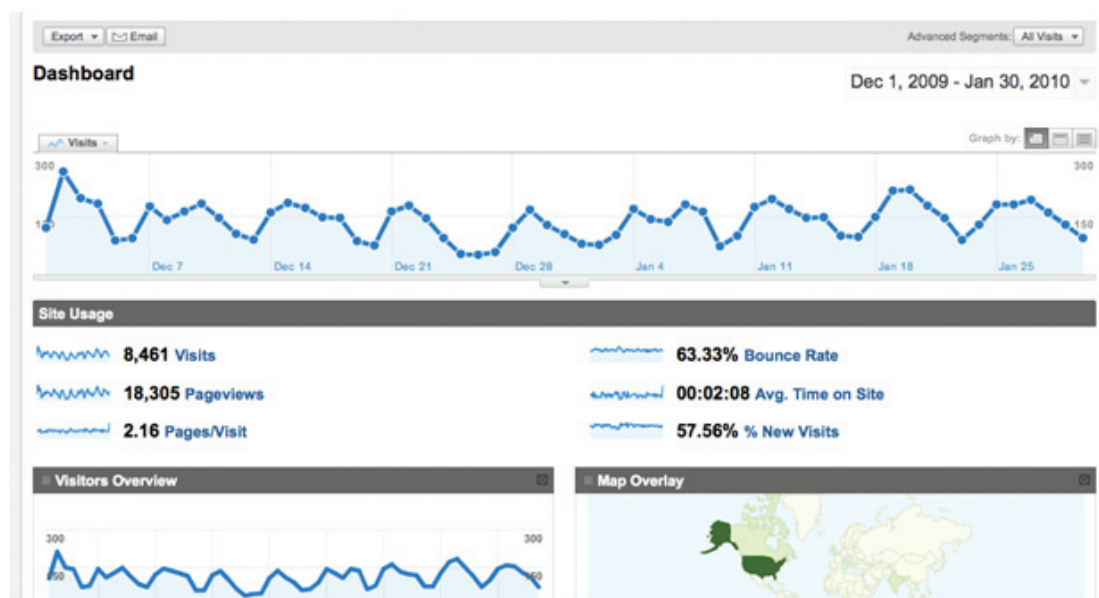 Export Email Advanced Segments: All Visits
Dashboard
Dec 1, 2009 - Jan 30, 2010
Visits Graph by:
300 300
150 150
Dec 7 Dec 14 Dec 21 Dec 28 Jan 4 Jan 11 Jan 18 Jan 25
Site Usage
8,461 Visits 63.33% Bounce Rate
18,305 Pageviews 00:02:08 Avg. Time on Site
2.16 Pages/Visit 57.56% % New Visits
Visitors Overview Map Overlay
300 300
150 150